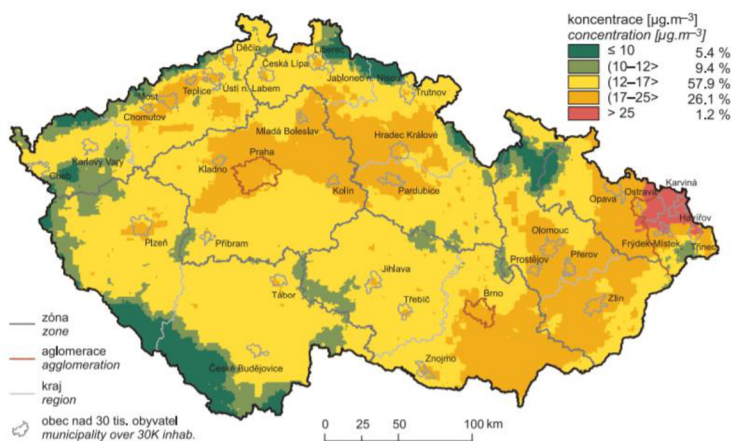 koncentrace [µg.m–3]
concentration [µg.m–3]
≤ 10 5.4 %
(10–12> 9.4 %
(12–17> 57.9 %
(17–25> 26.1 %
> 25 1.2 %
Děčín
Liberec
Česká Lípa
Jablonec n. Nisou
Teplice
Ústí n. Labem
Trutnov
Most
Chomutov
Mladá Boleslav
Hradec Králové
Karlovy Vary
Praha
Kladno
Cheb
Kolín
Pardubice
Karviná
Ostrava
Opava
Havířov
Plzeň
Příbram
Olomouc
Frýdek-Místek
Třinec
Prostějov
Přerov
Jihlava
Tábor
Třebíč
Brno
Zlín
České Budějovice
Znojmo
zóna
zone
aglomerace
agglomeration
kraj
region
obec nad 30 tis. obyvatel
municipality over 30K inhab.
0 25 50 100 km